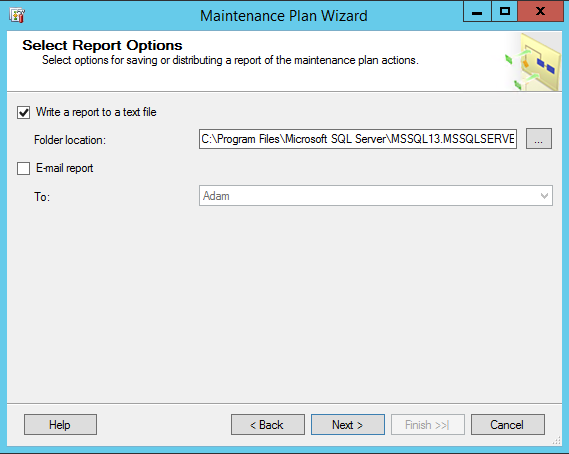 Maintenance Plan Wizard
Select Report Options
Select options for saving or distributing a report of the maintenance plan actions.
Write a report to a text file
Folder location:
C:\Program Files\Microsoft SQL Server\MSSQL13.MSSQLSERVE
...
E-mail report
To:
Adam
Help
< Back
Next >
Finish >>|
Cancel